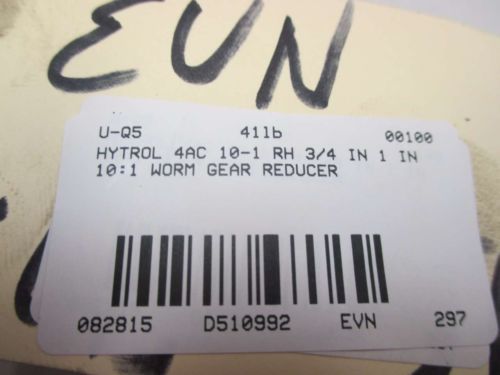 EVN
U-Q5 41lb 00100
HYTROL 4AC 10-1 RH 3/4 IN 1 IN
10:1 WORM GEAR REDUCER
082815 D510992 EVN 297